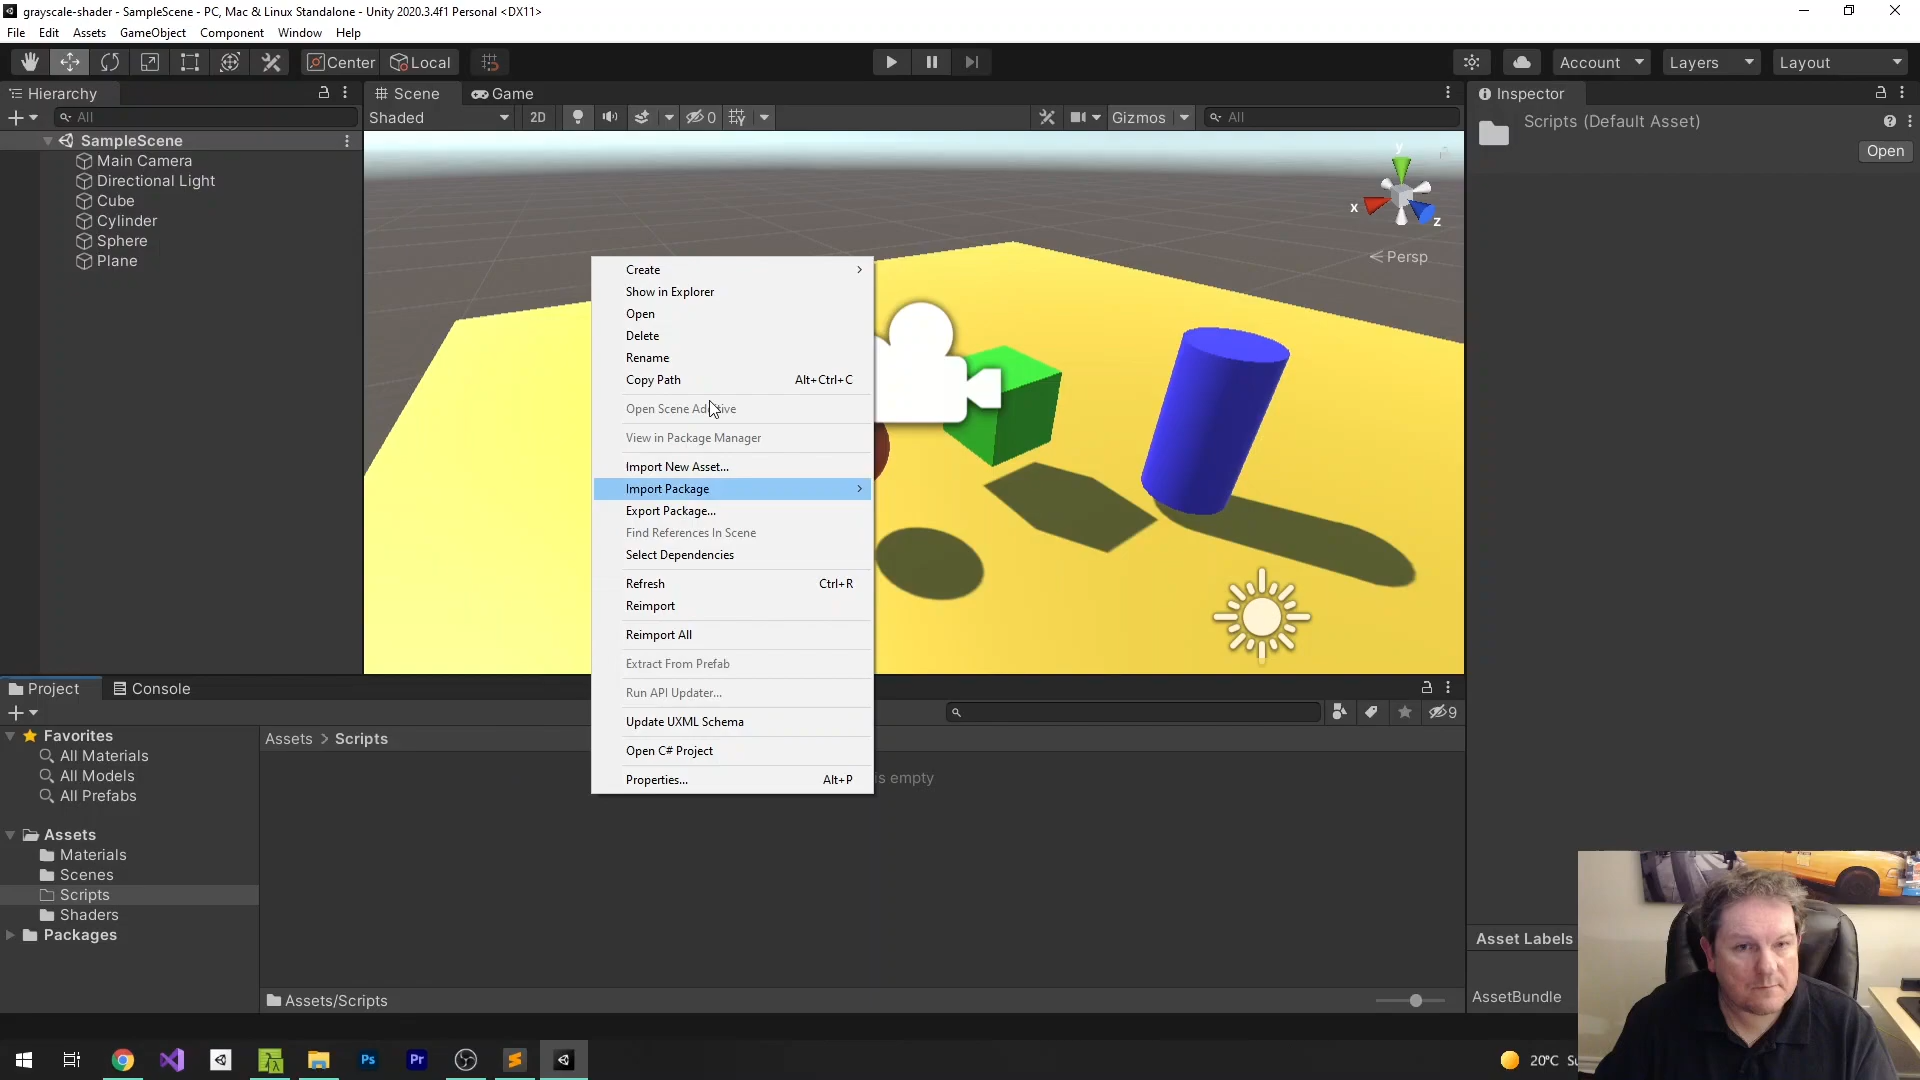 grayscale-shader - SampleScene - PC, Mac & Linux Standalone - Unity 2020.3.4f1 Personal <DX11>
File Edit Assets GameObject Component Window Help
Center Local Account Layers Layout
Hierarchy
All
SampleScene
Main Camera
Directional Light
Cube
Cylinder
Sphere
Plane
Scene Game
Shaded 2D 0 Gizmos All
y
x
z
Persp
Create
Show in Explorer
Open
Delete
Rename
Copy Path Alt+Ctrl+C
Open Scene Additive
View in Package Manager
Import New Asset...
Import Package
Export Package...
Find References In Scene
Select Dependencies
Refresh Ctrl+R
Reimport
Reimport All
Extract From Prefab
Run API Updater...
Update UXML Schema
Open C# Project
Properties... Alt+P
Inspector
Scripts (Default Asset)
Open
Project Console
9
Favorites
All Materials
All Models
All Prefabs
Assets
Materials
Scenes
Scripts
Shaders
Packages
Assets > Scripts
is empty
Assets/Scripts
Asset Labels
AssetBundle
Ps Pr
20°C